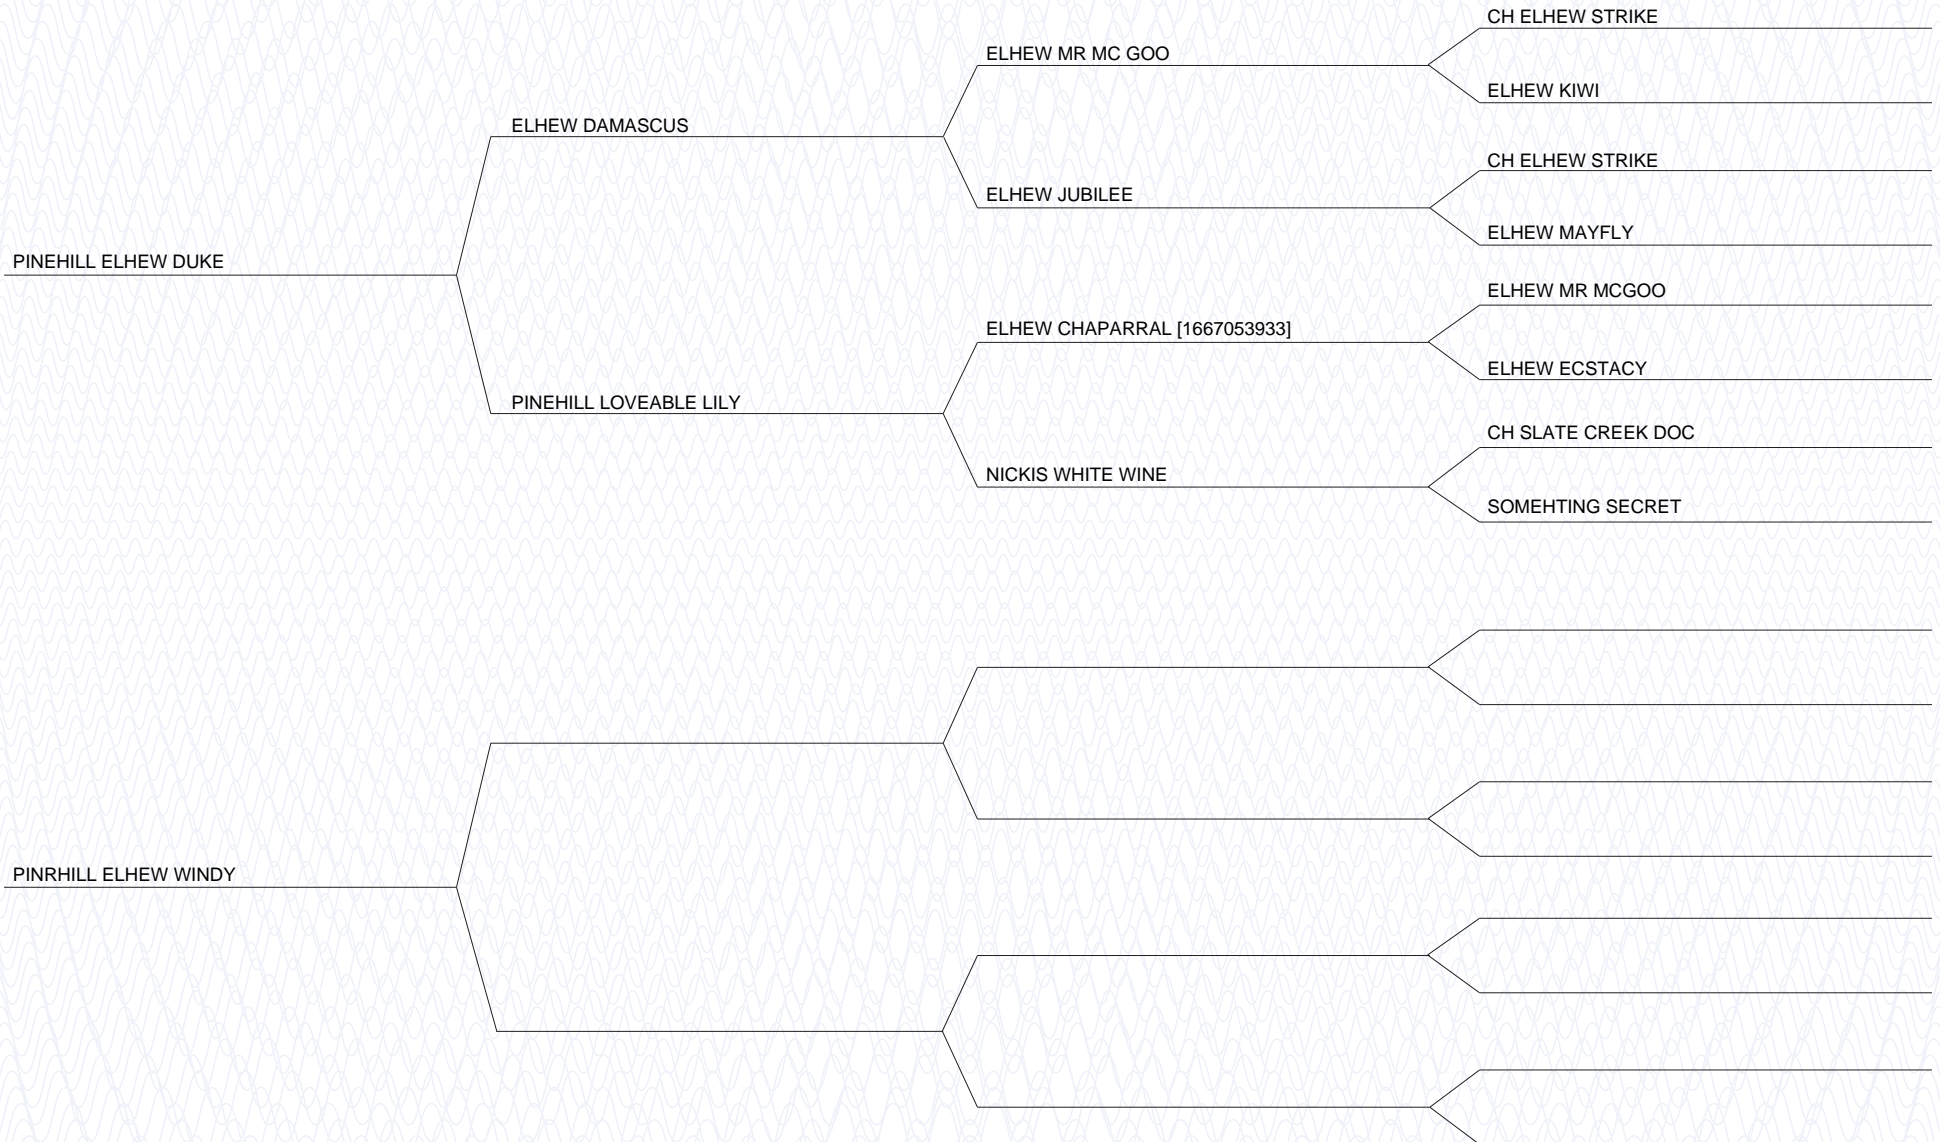 CH ELHEW STRIKE
ELHEW MR MC GOO
ELHEW KIWI
ELHEW DAMASCUS
CH ELHEW STRIKE
ELHEW JUBILEE
ELHEW MAYFLY
PINEHILL ELHEW DUKE
ELHEW MR MCGOO
ELHEW CHAPARRAL [1667053933]
ELHEW ECSTACY
PINEHILL LOVEABLE LILY
CH SLATE CREEK DOC
NICKIS WHITE WINE
SOMEHTING SECRET
PINRHILL ELHEW WINDY